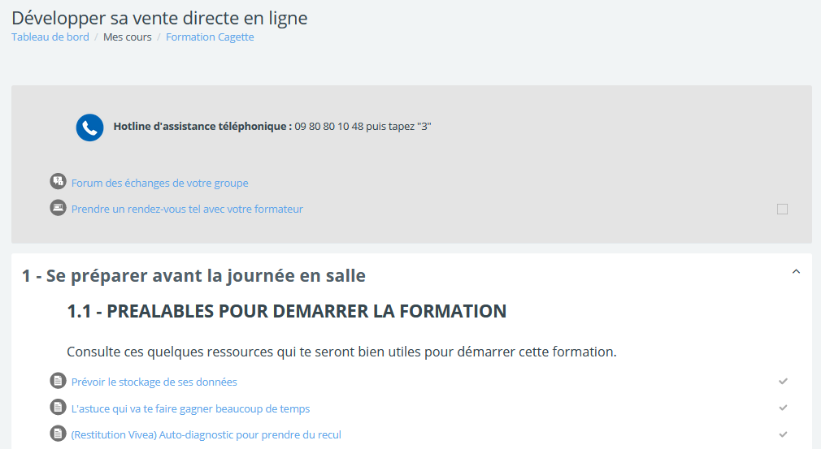 Développer sa vente directe en ligne
Tableau de bord / Mes cours / Formation Cagette
Hotline d'assistance téléphonique : 09 80 80 10 48 puis tapez "3"
Forum des échanges de votre groupe
Prendre un rendez-vous tel avec votre formateur
1 - Se préparer avant la journée en salle
1.1 - PREALABLES POUR DEMARRER LA FORMATION
Consulte ces quelques ressources qui te seront bien utiles pour démarrer cette formation.
Prévoir le stockage de ses données
L'astuce qui va te faire gagner beaucoup de temps
(Restitution Vivea) Auto-diagnostic pour prendre du recul